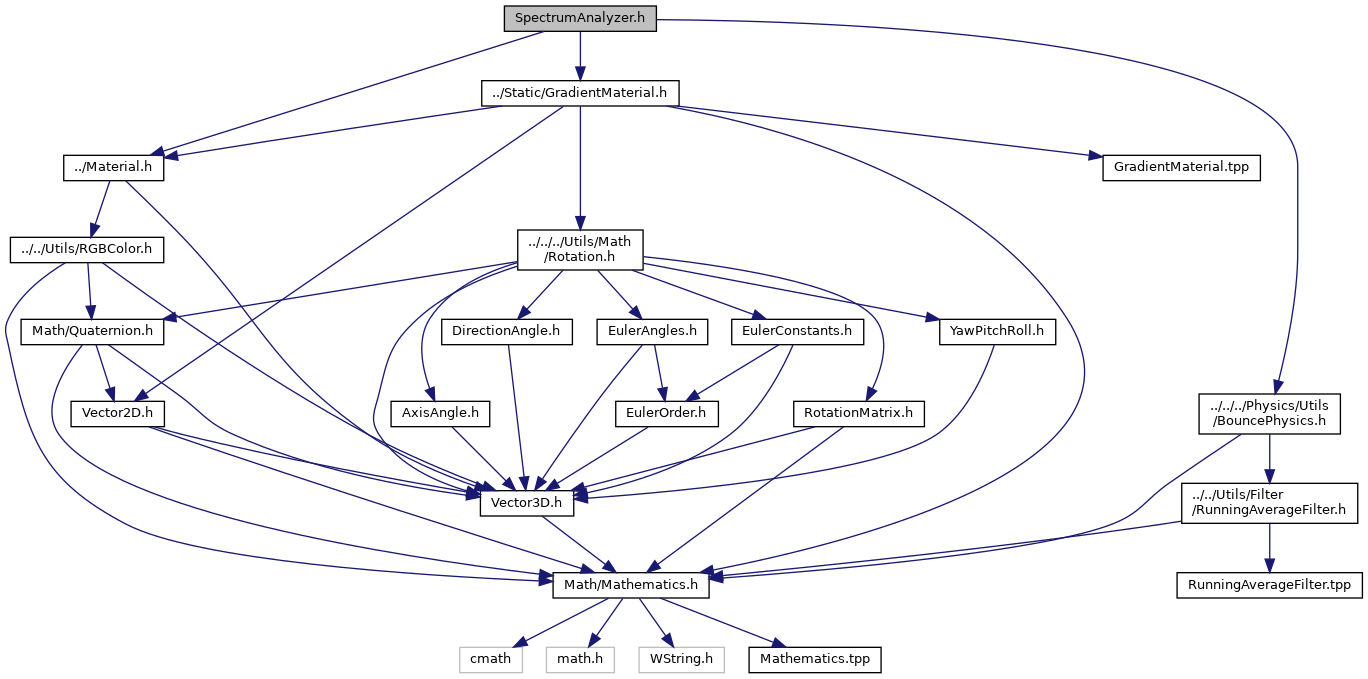 SpectrumAnalyzer.h
../Static/GradientMaterial.h
../Material.h
GradientMaterial.tpp
../../Utils/RGBColor.h
../../../Utils/Math
/Rotation.h
Math/Quaternion.h
DirectionAngle.h
EulerAngles.h
EulerConstants.h
YawPitchRoll.h
Vector2D.h
AxisAngle.h
EulerOrder.h
RotationMatrix.h
../../../Physics/Utils
/BouncePhysics.h
Vector3D.h
../../Utils/Filter
/RunningAverageFilter.h
Math/Mathematics.h
RunningAverageFilter.tpp
cmath
math.h
WString.h
Mathematics.tpp